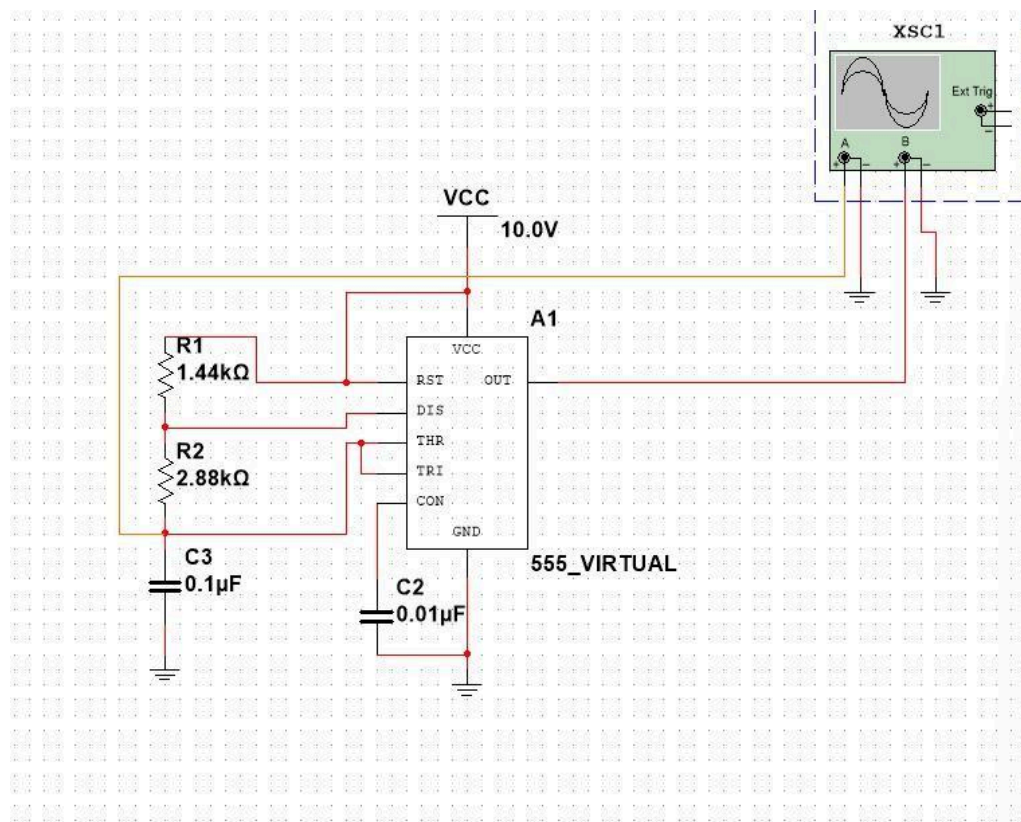 XSC1
Ext Trig
+
−
A
B
+
−
+
−
VCC
10.0V
A1
VCC
R1
1.44kΩ
RST
OUT
DIS
THR
R2
2.88kΩ
TRI
CON
GND
C3
0.1µF
555_VIRTUAL
C2
0.01µF